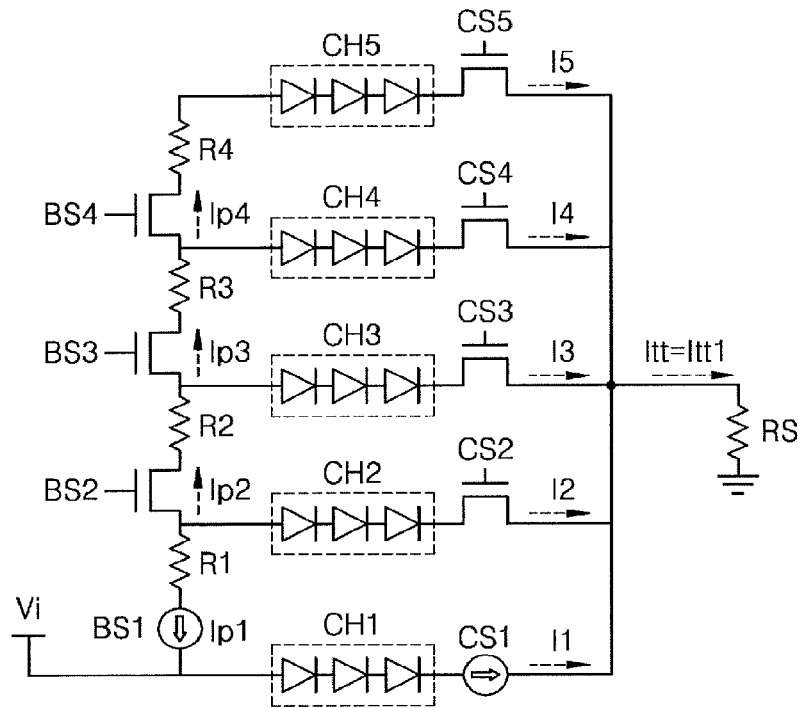 CS5
CH5
I5
R4
CS4
CH4
BS4
Ip4
I4
R3
CS3
CH3
BS3
Ip3
I3
Itt=Itt1
R2
RS
CS2
CH2
BS2
Ip2
I2
R1
Vi
BS1
Ip1
CH1
CS1
I1